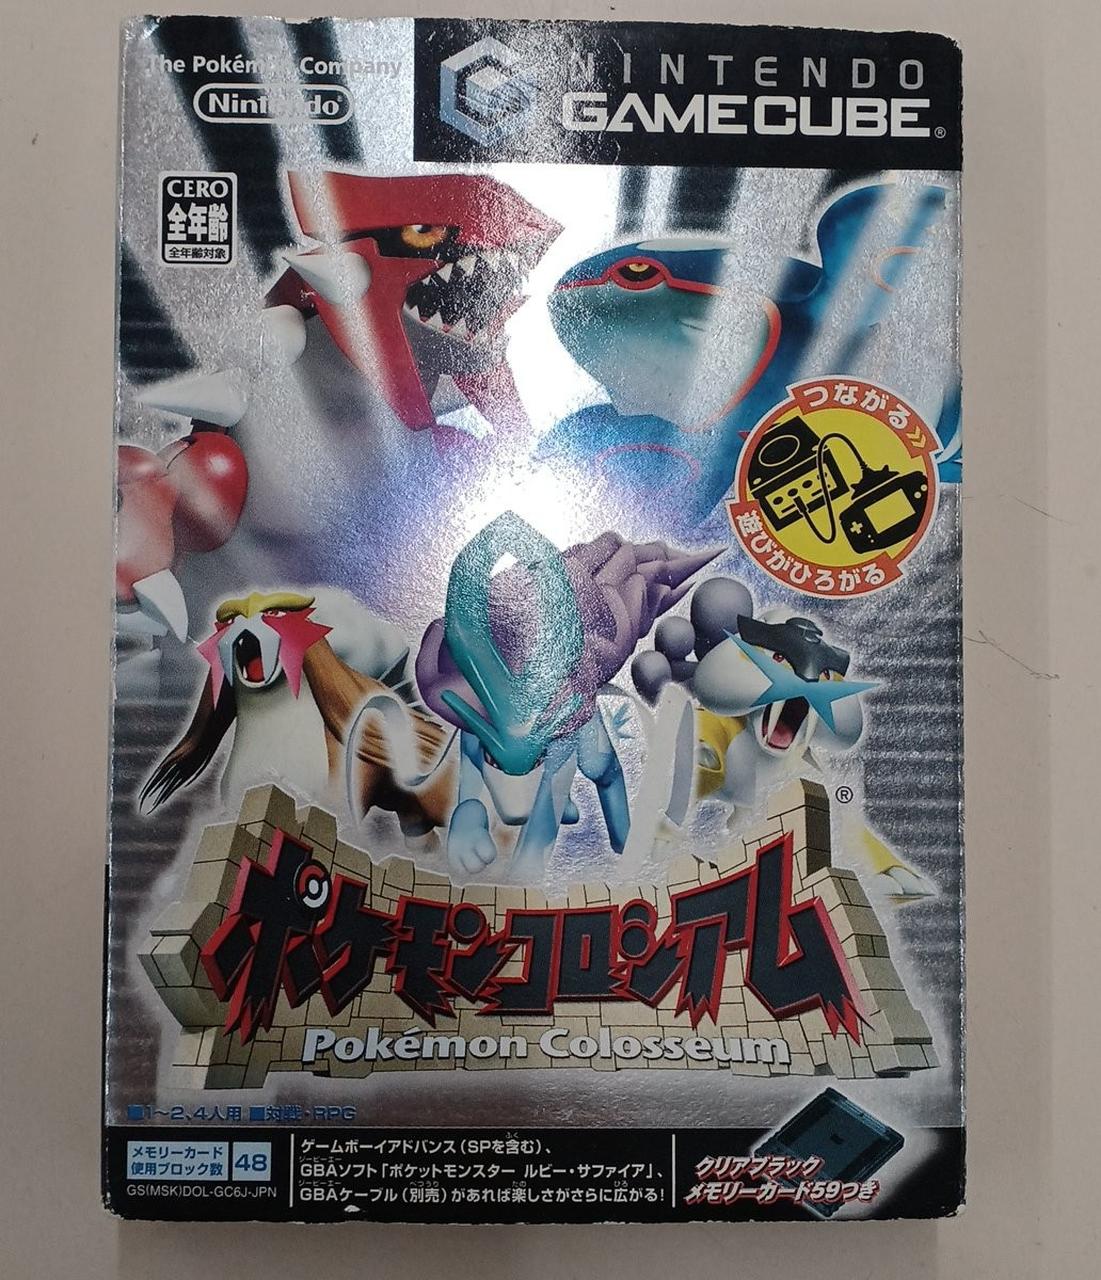 The Pokémon Company
Nintendo®
NINTENDO
GAMECUBE®
CERO
全年齢
全年齢対象
つながる»
遊びがひろがる
®
ポケモンコロシアム
Pokémon Colosseum
■1~2、4人用 ■対戦・RPG
メモリーカード
使用ブロック数
48
GS(MSK)DOL-GC6J-JPN
ゲームボーイアドバンス(SPを含む)、
GBAソフト「ポケットモンスター ルビー・サファイア」、
GBAケーブル(別売)があれば楽しさがさらに広がる!
クリアブラック
メモリーカード59つき